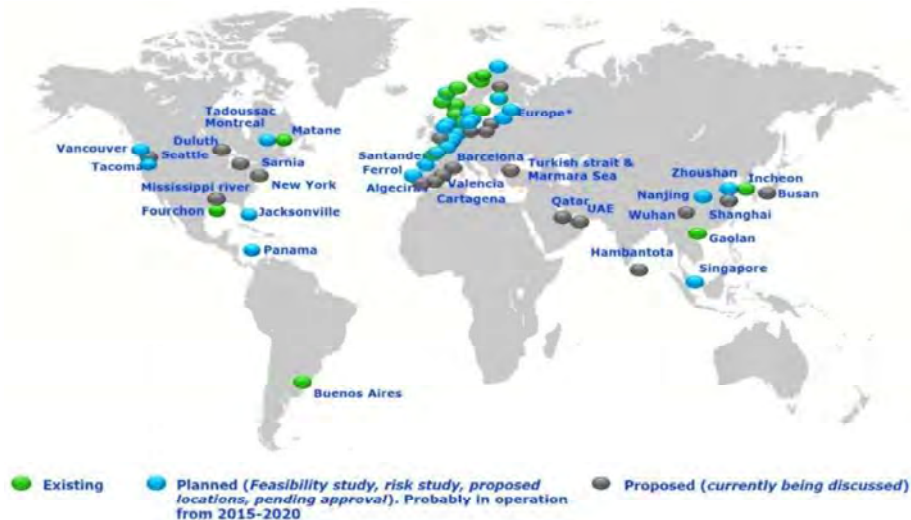 Tadoussac
Montreal
Matane
Vancouver
Duluth
Seattle
Tacoma
Sarnia
Mississippi river
New York
Fourchon
Jacksonville
Panama
Buenos Aires
Europe*
Santander
Ferrol
Barcelona
Algeciras
Valencia
Cartagena
Turkish strait &
Marmara Sea
Qatar
UAE
Hambantota
Zhoushan
Incheon
Nanjing
Busan
Wuhan
Shanghai
Gaolan
Singapore
Existing
Planned (Feasibility study, risk study, proposed
locations, pending approval). Probably in operation
from 2015-2020
Proposed (currently being discussed)